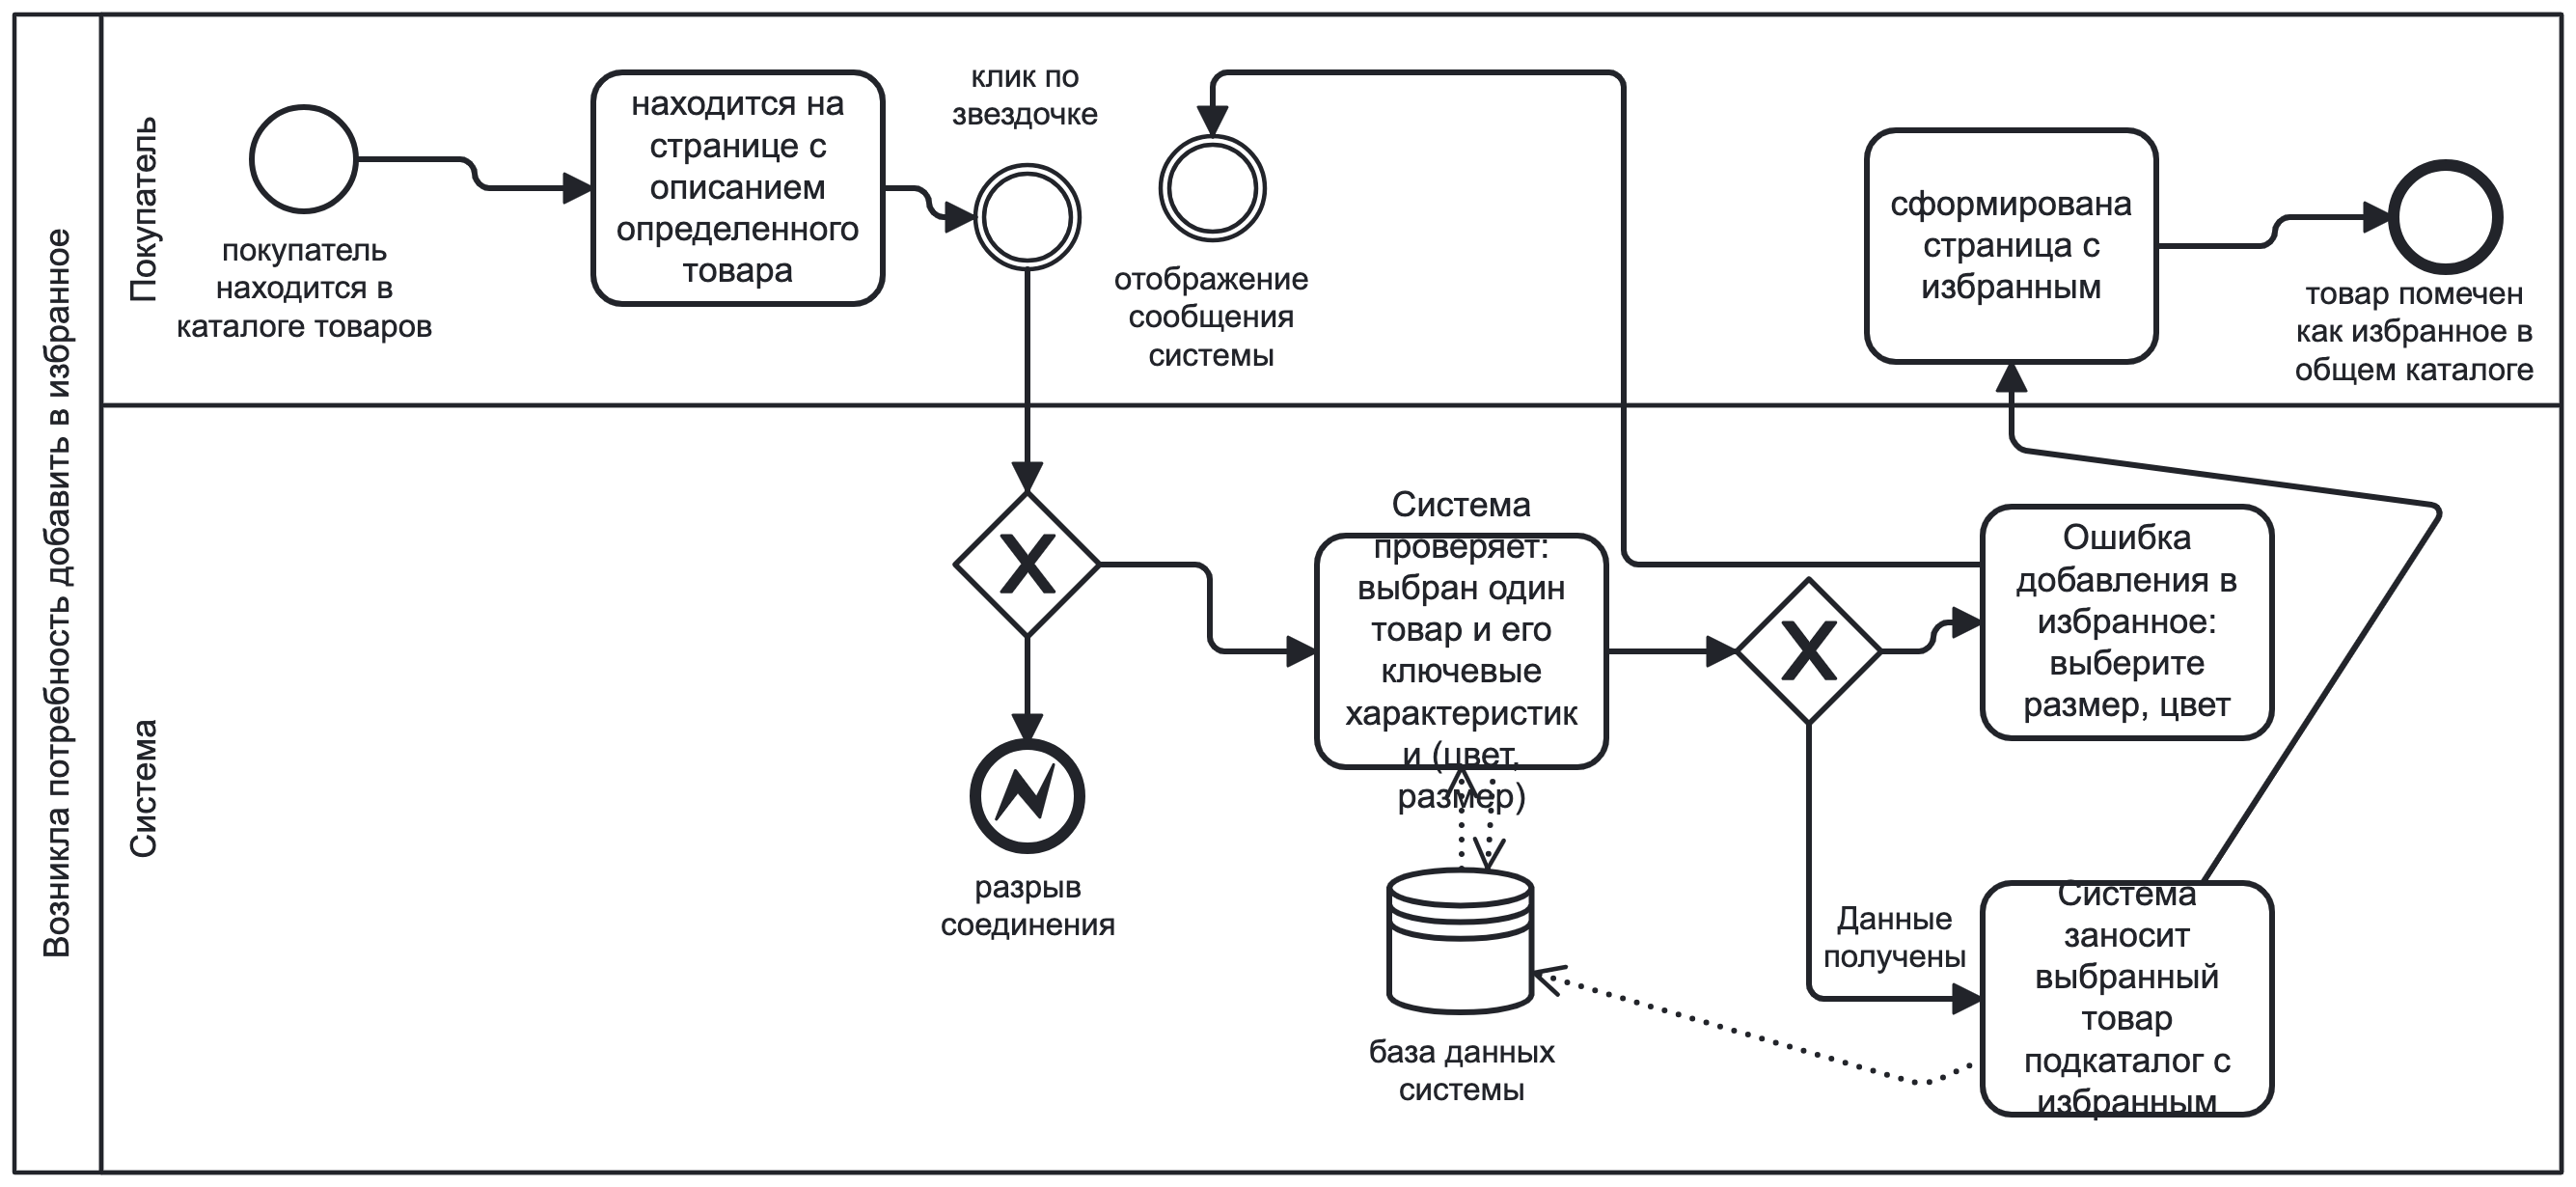 Возникла потребность добавить в избранное
Покупатель
покупатель
находится в
каталоге товаров
находится на
странице с
описанием
определенного
товара
клик по
звездочке
отображение
сообщения
системы
сформирована
страница с
избранным
товар помечен
как избранное в
общем каталоге
Система
разрыв
соединения
Система
проверяет:
выбран один
товар и его
ключевые
характеристик
и (цвет,
размер)
база данных
системы
Ошибка
добавления в
избранное:
выберите
размер, цвет
Данные
получены
Система
заносит
выбранный
товар
подкаталог с
избранным